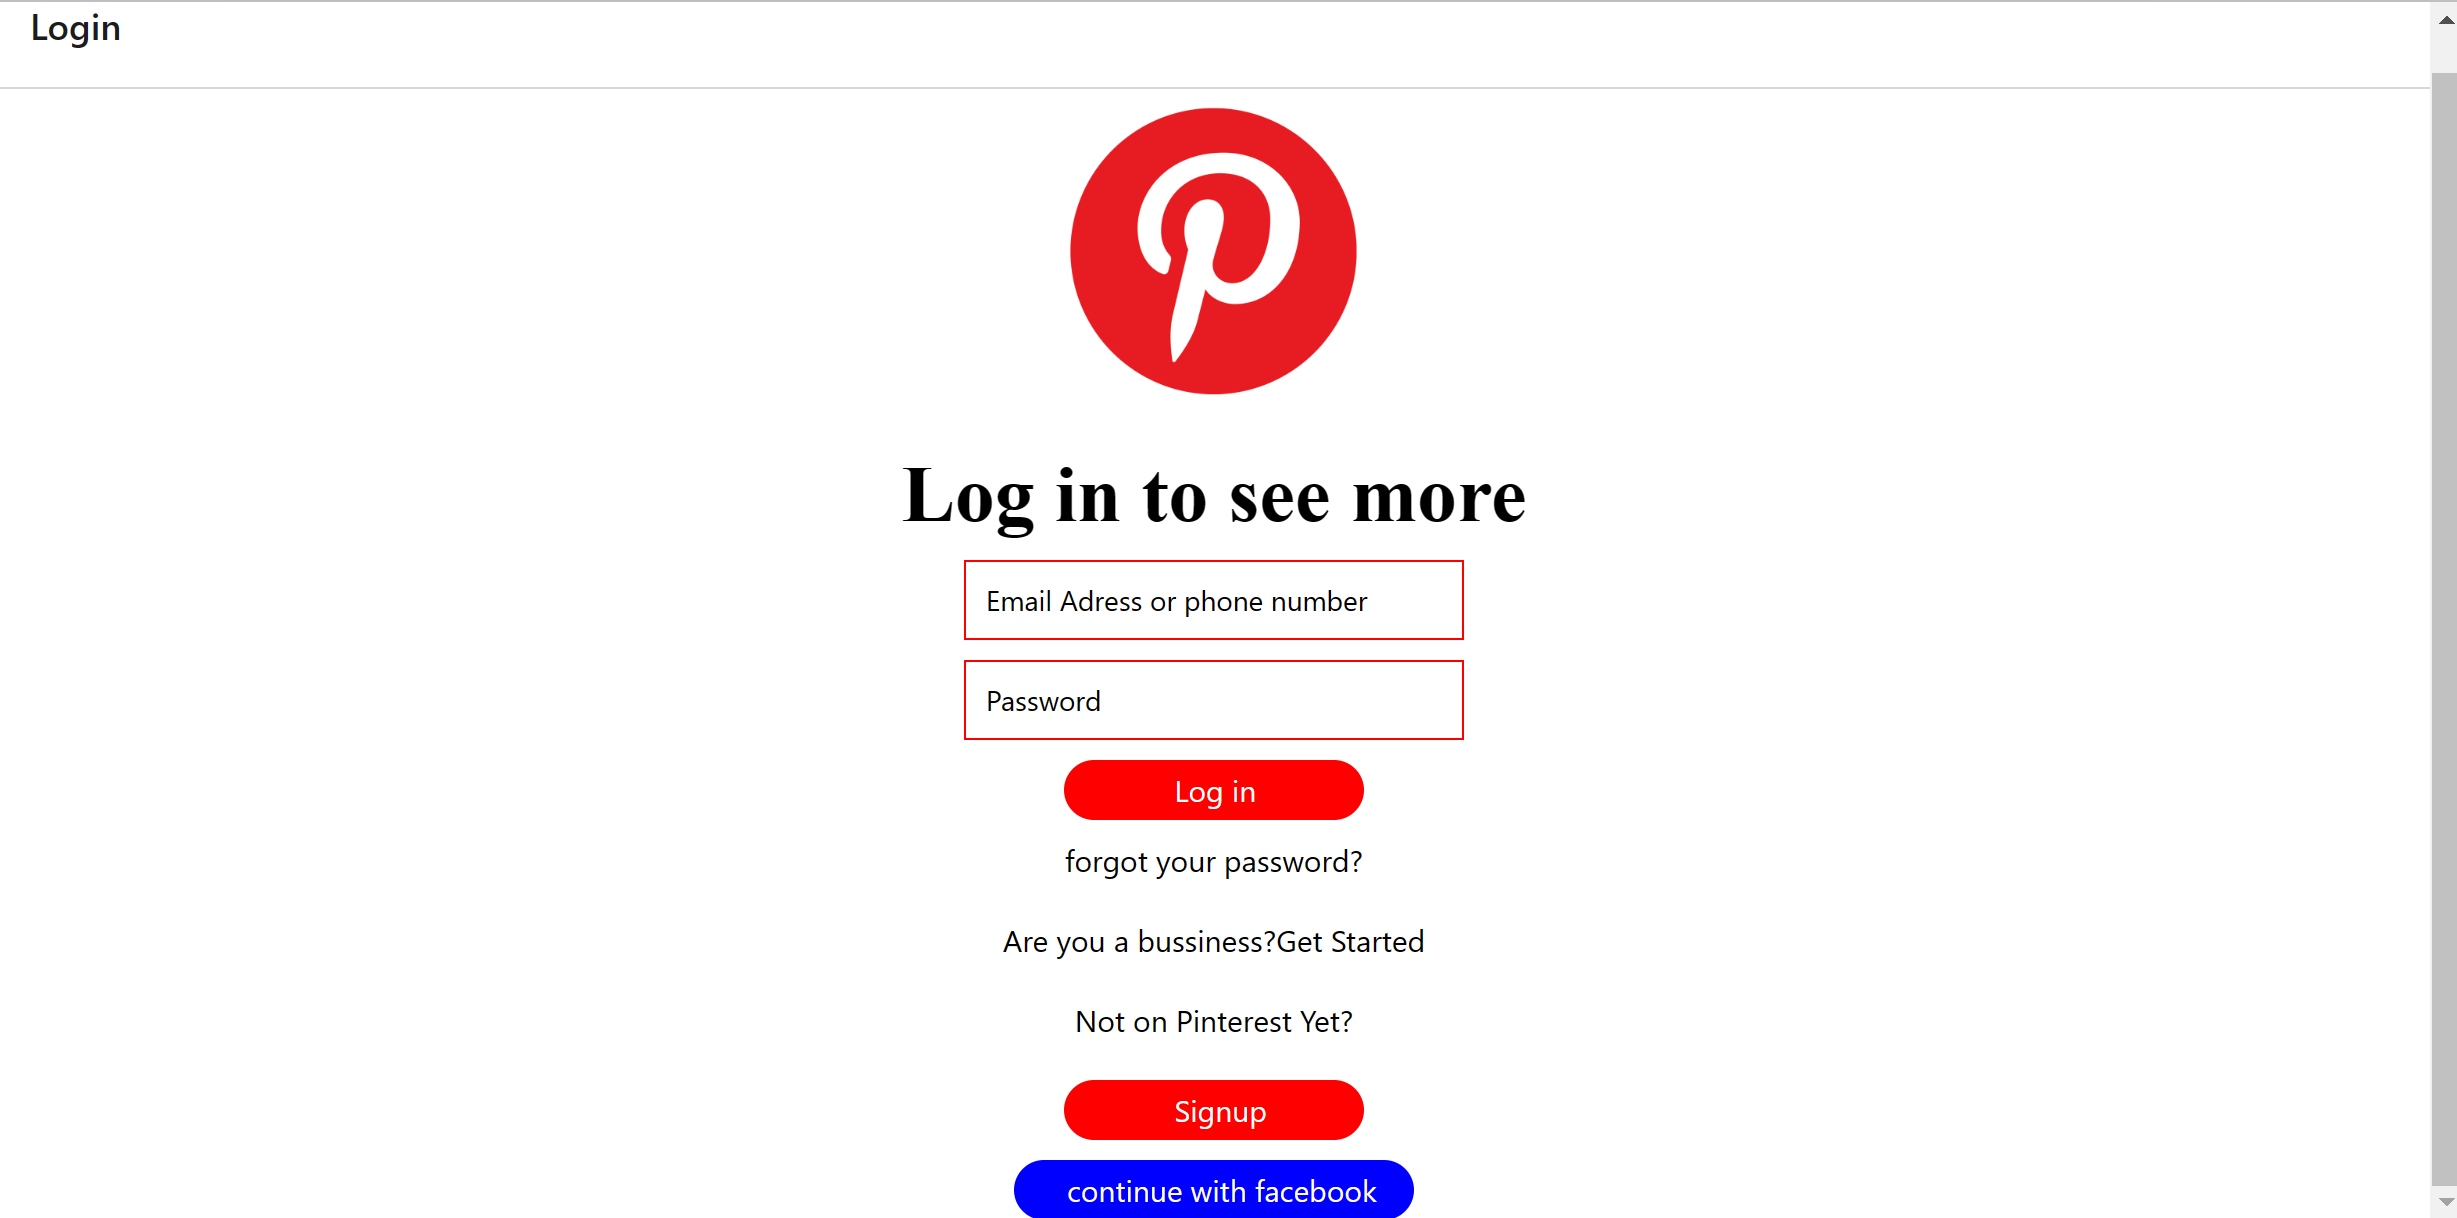 Login
Log in to see more
Email Adress or phone number
Password
Log in
forgot your password?
Are you a bussiness?Get Started
Not on Pinterest Yet?
Signup
continue with facebook